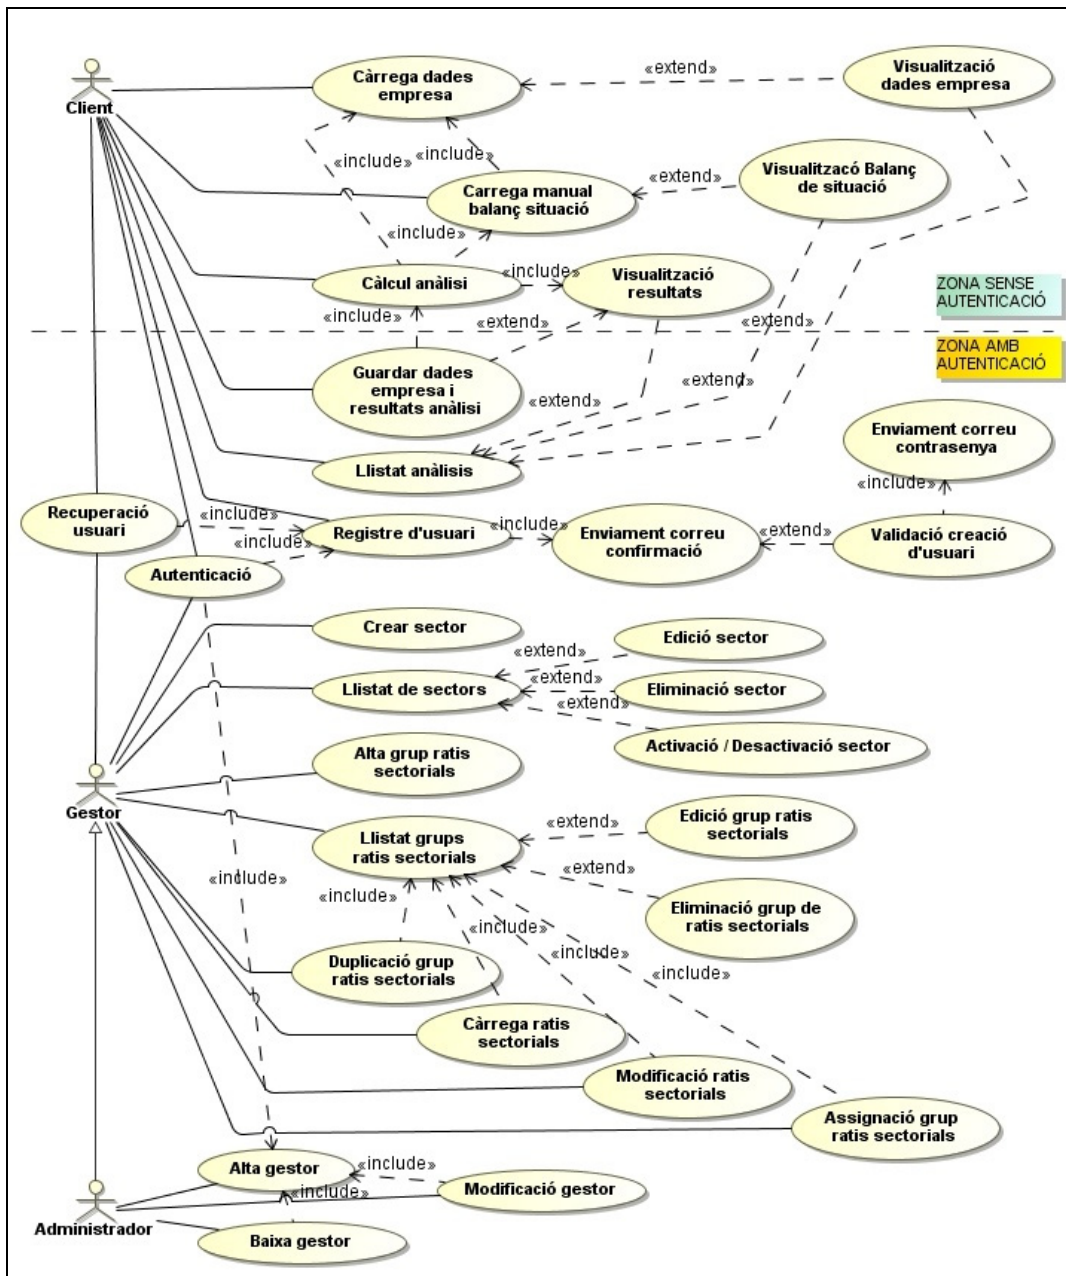 Client
Càrrega dades
empresa
«extend»
Visualització
dades empresa
«include»
«include»
Carrega manual
balanç situació
«extend»
Visualitzacó Balanç
de situació
«include»
Càlcul anàlisi
«include»
Visualització
resultats
ZONA SENSE
AUTENTICACIÓ
«include»
«extend»
«extend»
ZONA AMB
AUTENTICACIÓ
Guardar dades
empresa i
resultats anàlisi
«extend»
«extend»
Llistat anàlisis
Enviament correu
contrasenya
«include»
Recuperació
usuari
«include»
«include»
Registre d'usuari
«include»
Enviament correu
confirmació
«extend»
Validació creació
d'usuari
Autenticació
Crear sector
Edició sector
«extend»
Llistat de sectors
«extend»
Eliminació sector
«extend»
Activació / Desactivació sector
Alta grup ratis
sectorials
Gestor
Llistat grups
ratis sectorials
«extend»
Edició grup ratis
sectorials
«extend»
«include»
«include»
Eliminació grup de
ratis sectorials
«include»
«include»
«include»
Duplicació grup
ratis sectorials
Càrrega ratis
sectorials
Modificació ratis
sectorials
Assignació grup
ratis sectorials
Alta gestor
«include»
Modificació gestor
«include»
Administrador
Baixa gestor